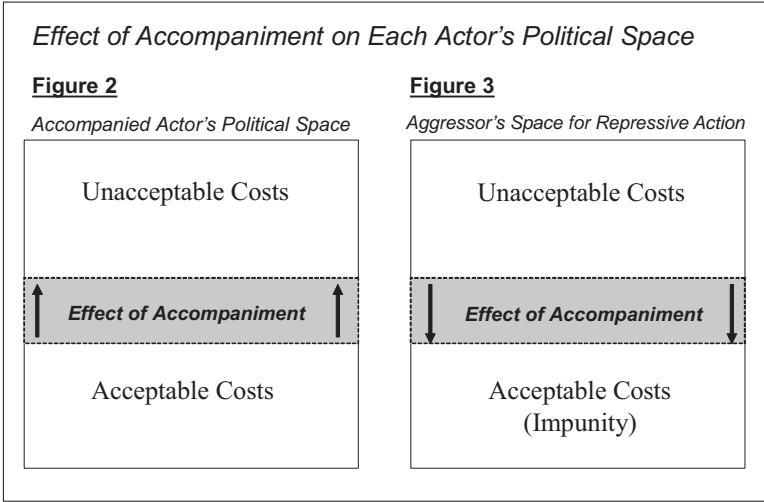 Effect of Accompaniment on Each Actor's Political Space
Figure 2
Accompanied Actor's Political Space
Unacceptable Costs
Effect of Accompaniment
Acceptable Costs
Figure 3
Aggressor's Space for Repressive Action
Unacceptable Costs
Effect of Accompaniment
Acceptable Costs
(Impunity)